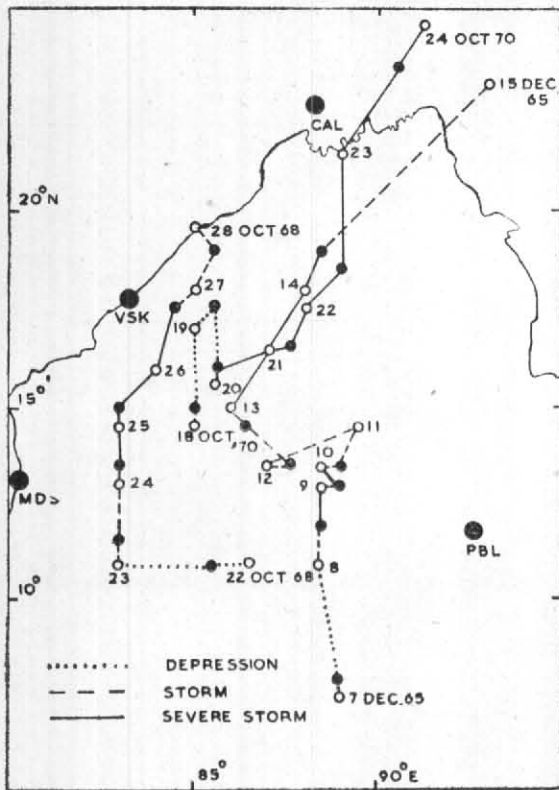 24 OCT 70
15 DEC
65
CAL
23
20°N
28 OCT 68
27
14
22
VSK
19
21
26
20
15°
13
11
25
18 OCT '70
10
12
9
24
MDS
PBL
23
22 OCT 68
8
10°
DEPRESSION
STORM
7 DEC. 65
SEVERE STORM
85°
90°E